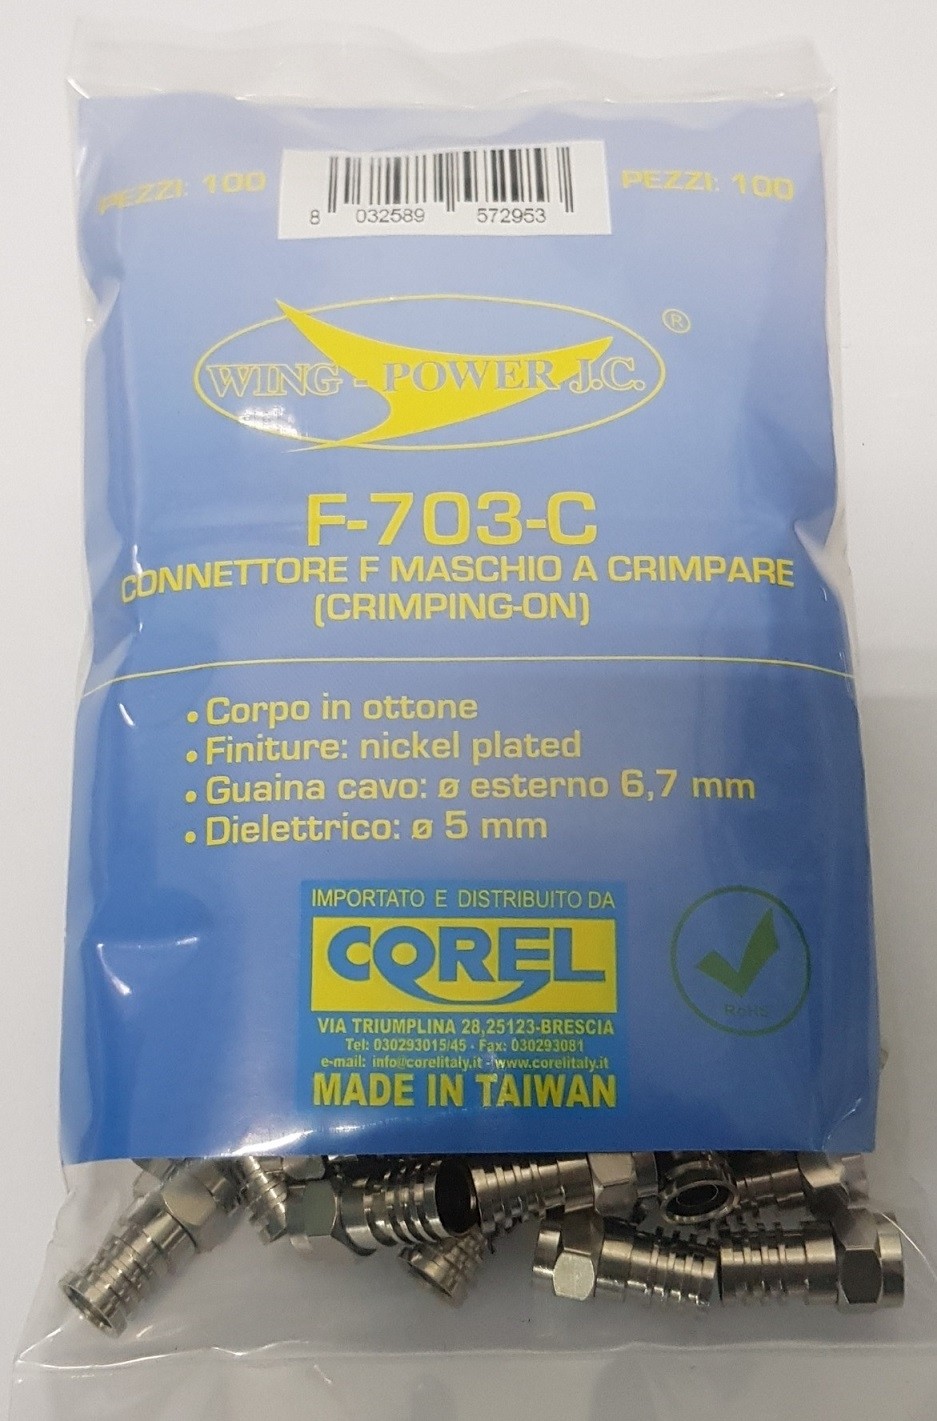 PEZZI: 100
PEZZI: 100
8 032589 572953
WING - POWER J.C. ®
F-703-C
CONNETTORE F MASCHIO A CRIMPARE
(CRIMPING-ON)
• Corpo in ottone
• Finiture: nickel plated
• Guaina cavo: ø esterno 6,7 mm
• Dielettrico: ø 5 mm
IMPORTATO E DISTRIBUITO DA
COREL
VIA TRIUMPLINA 28,25123-BRESCIA
Tel: 030293015/45 - Fax: 030293081
e-mail: info@corelitaly.it - www.corelitaly.it
MADE IN TAIWAN
RoHS